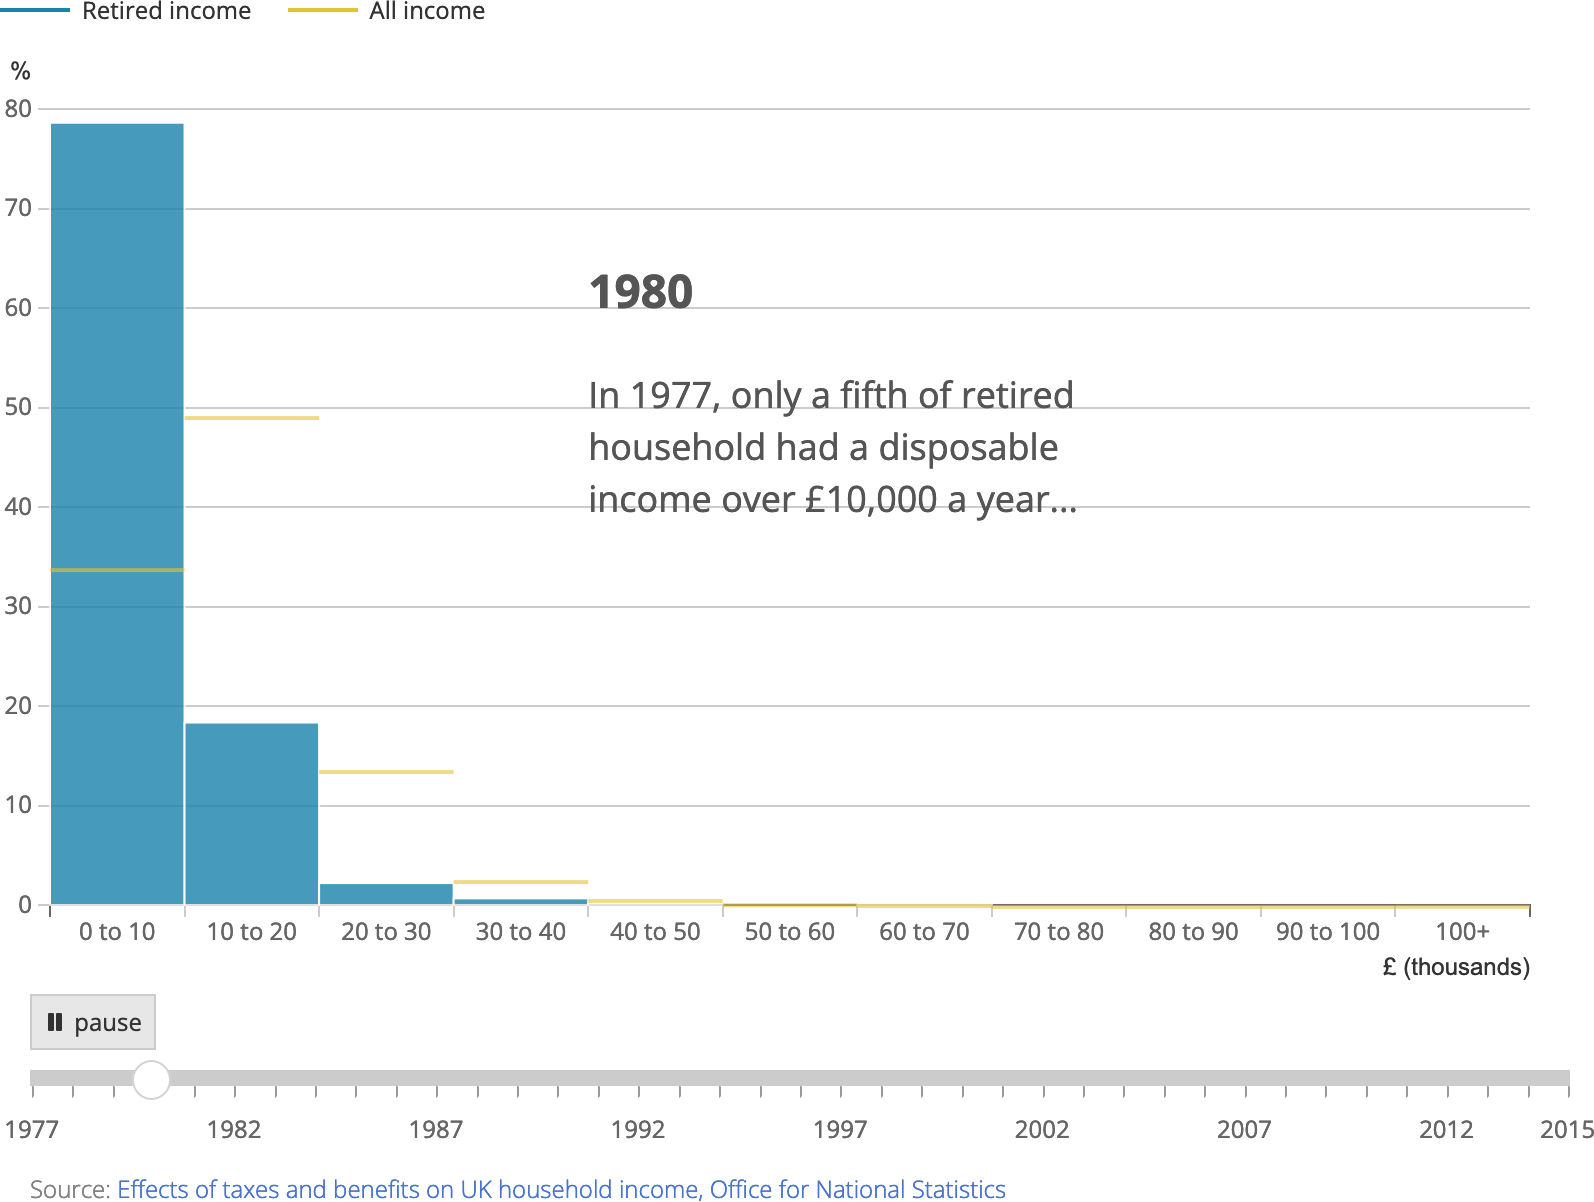 Retired income All income
%
80
70
60
50
40
30
20
10
0
1980
In 1977, only a fifth of retired
household had a disposable
income over £10,000 a year...
0 to 10 10 to 20 20 to 30 30 to 40 40 to 50 50 to 60 60 to 70 70 to 80 80 to 90 90 to 100 100+
£ (thousands)
pause
1977 1982 1987 1992 1997 2002 2007 2012 2015
Source: Effects of taxes and benefits on UK household income, Office for National Statistics